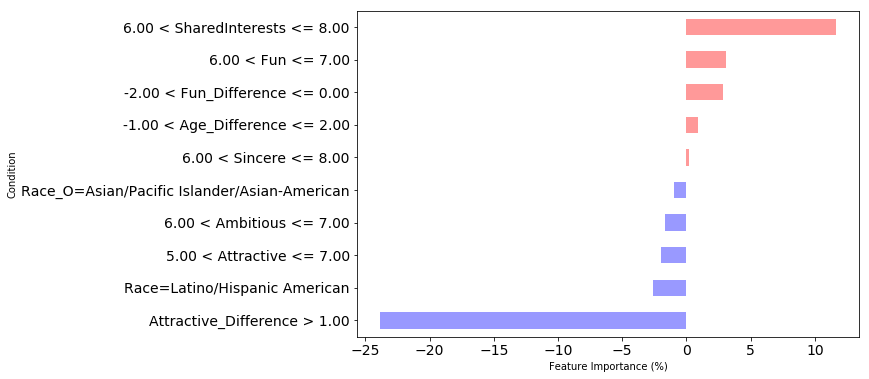 6.00 < SharedInterests <= 8.00
6.00 < Fun <= 7.00
-2.00 < Fun_Difference <= 0.00
-1.00 < Age_Difference <= 2.00
6.00 < Sincere <= 8.00
Race_O=Asian/Pacific Islander/Asian-American
6.00 < Ambitious <= 7.00
5.00 < Attractive <= 7.00
Race=Latino/Hispanic American
Attractive_Difference > 1.00
Condition
−25 −20 −15 −10 −5 0 5 10
Feature Importance (%)